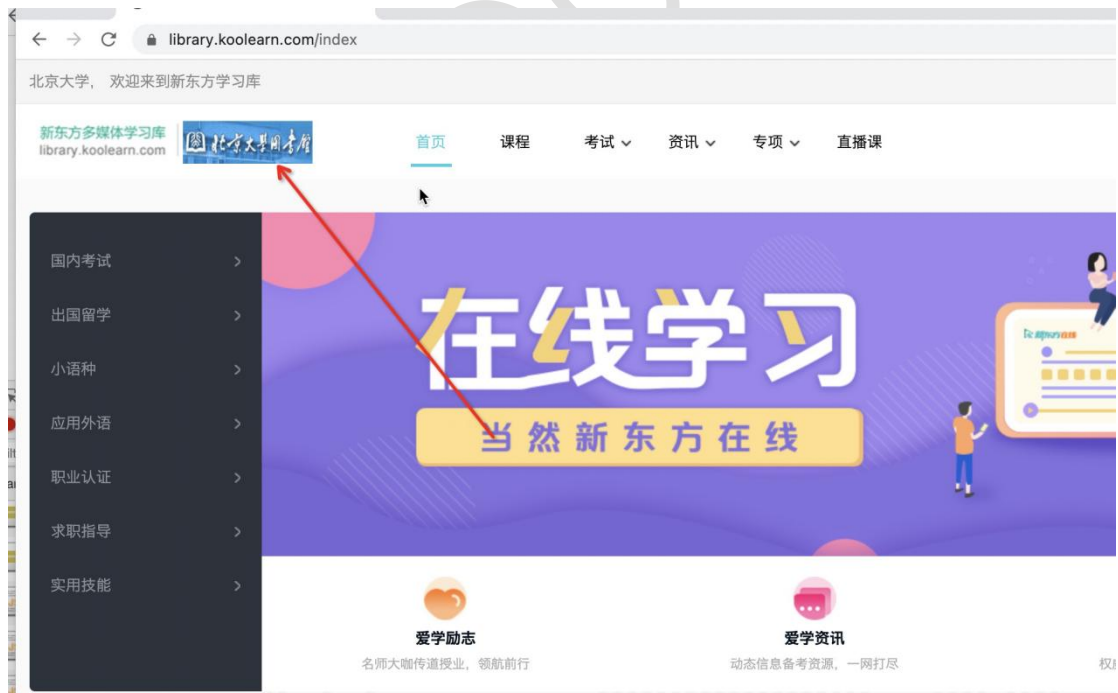 library.koolearn.com/index
北京大学， 欢迎来到新东方学习库
新东方多媒体学习库
library.koolearn.com
北京大学图书馆
首页 课程 考试 资讯 专项 直播课
国内考试
出国留学
小语种
应用外语
职业认证
求职指导
实用技能
在线学习
当然新东方在线
新东方在线
爱学励志
名师大咖传道授业，领航前行
爱学资讯
动态信息备考资源，一网打尽